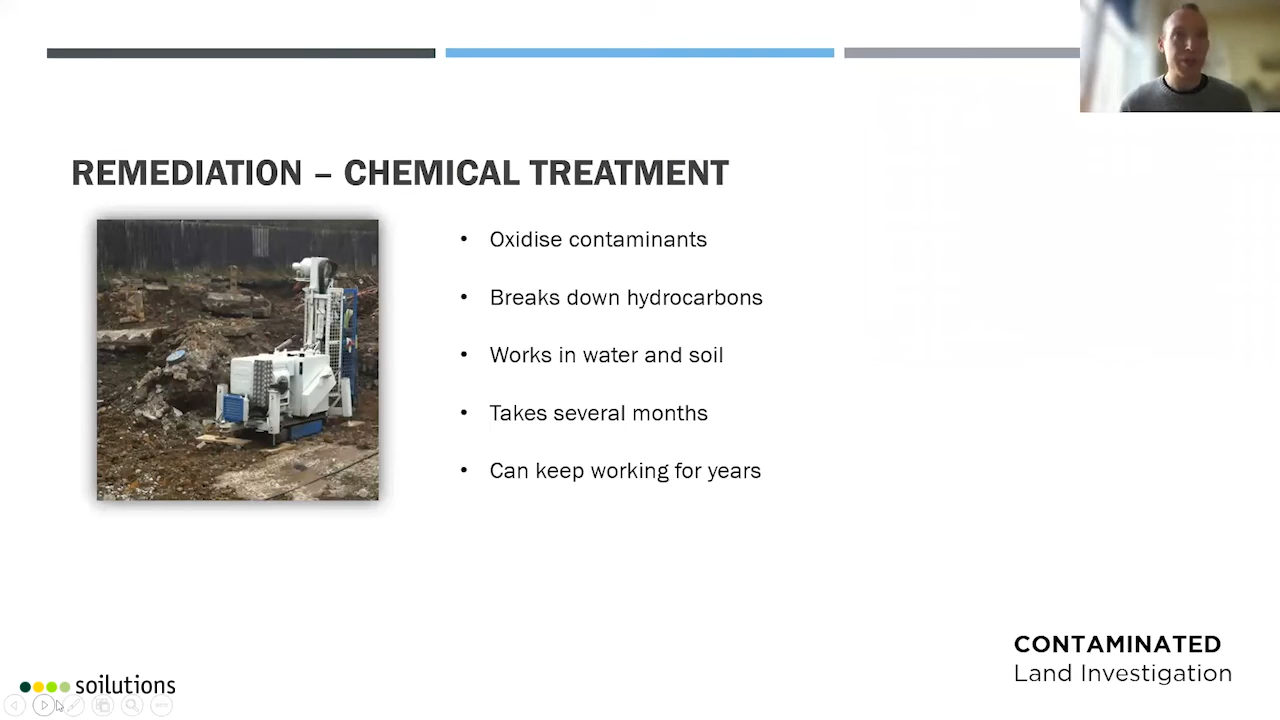 REMEDIATION – CHEMICAL TREATMENT
• Oxidise contaminants
• Breaks down hydrocarbons
• Works in water and soil
• Takes several months
• Can keep working for years
CONTAMINATED
Land Investigation
soilutions